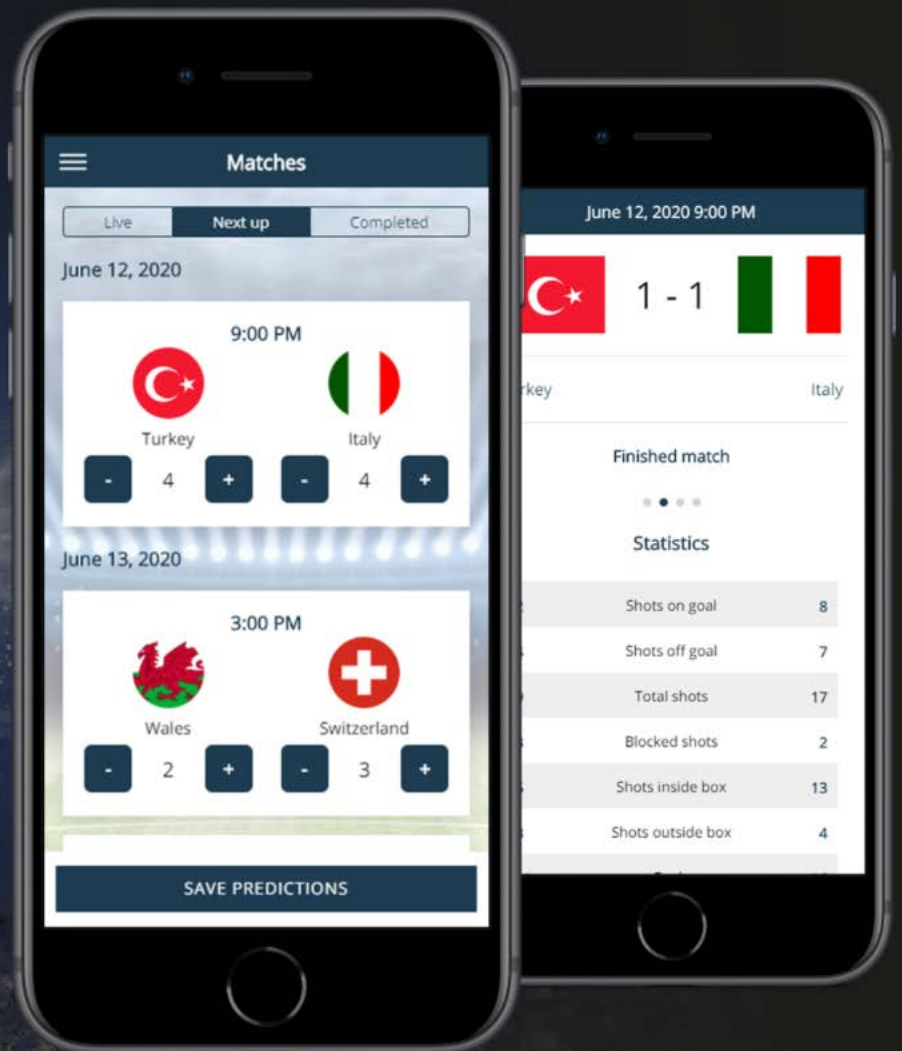 Matches
Live Next up Completed
June 12, 2020
9:00 PM
Turkey Italy
- 4 + - 4 +
June 13, 2020
3:00 PM
Wales Switzerland
- 2 + - 3 +
SAVE PREDICTIONS
June 12, 2020 9:00 PM
1 - 1
rkey Italy
Finished match
Statistics
Shots on goal 8
Shots off goal 7
Total shots 17
Blocked shots 2
Shots inside box 13
Shots outside box 4